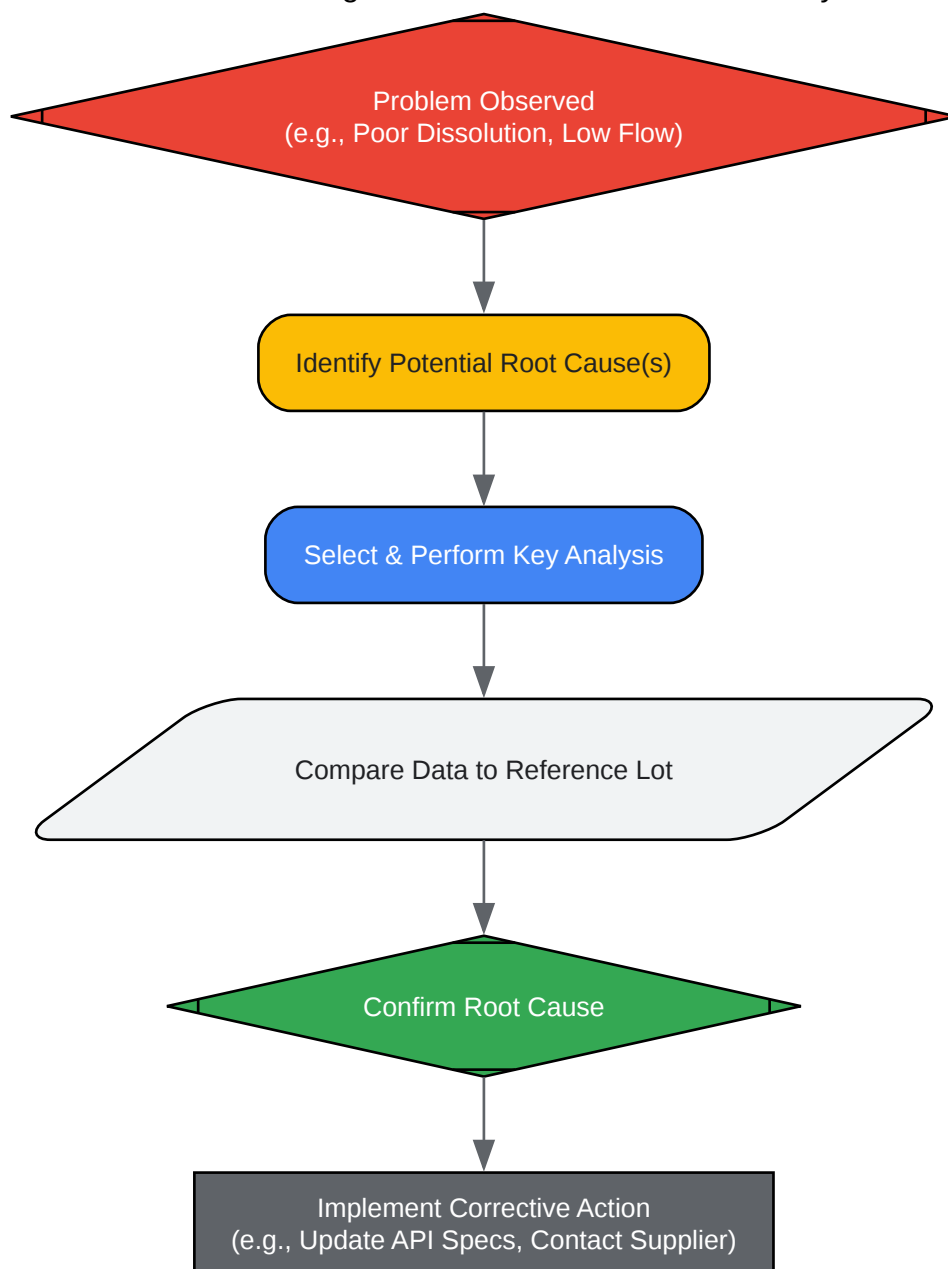 Problem Observed
(e.g., Poor Dissolution, Low Flow)
Identify Potential Root Cause(s)
Select & Perform Key Analysis
Compare Data to Reference Lot
Confirm Root Cause
Implement Corrective Action
(e.g., Update API Specs, Contact Supplier)